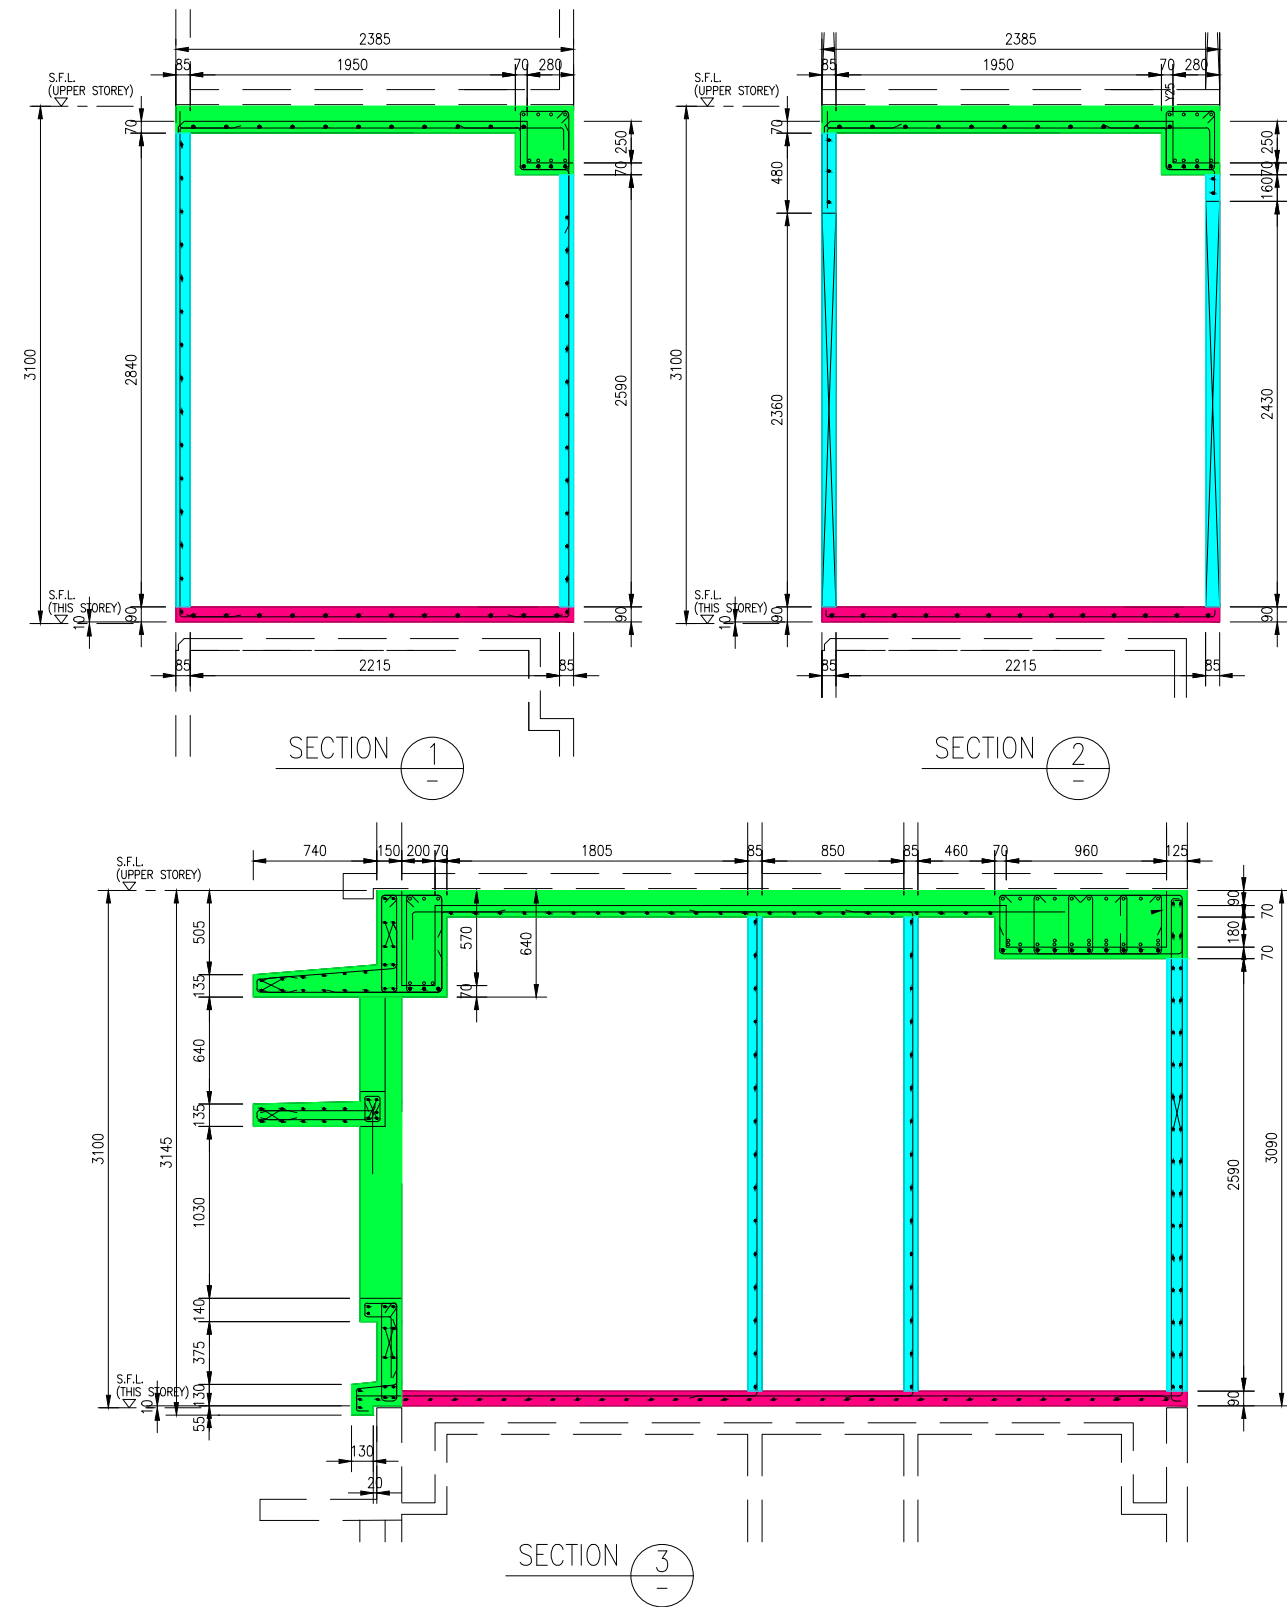 2385
85 1950 70 280
S.F.L.
(UPPER STOREY)
70
250
70
3100
2840
2590
S.F.L.
(THIS STOREY)
10
90
90
85 2215 85
SECTION 1
-
2385
85 1950 70 280
Y25
S.F.L.
(UPPER STOREY)
70
480
250
70
160
3100
2360
2430
S.F.L.
(THIS STOREY)
10
90
90
85 2215 85
SECTION 2
-
740 150 200 70 1805 85 850 85 460 70 960 125
S.F.L.
(UPPER STOREY)
505
135
640
135
1030
140
375
130
55
570
70
640
90
70
180
70
3100
3145
2590
3090
S.F.L.
(THIS STOREY)
10
90
130
20
SECTION 3
-